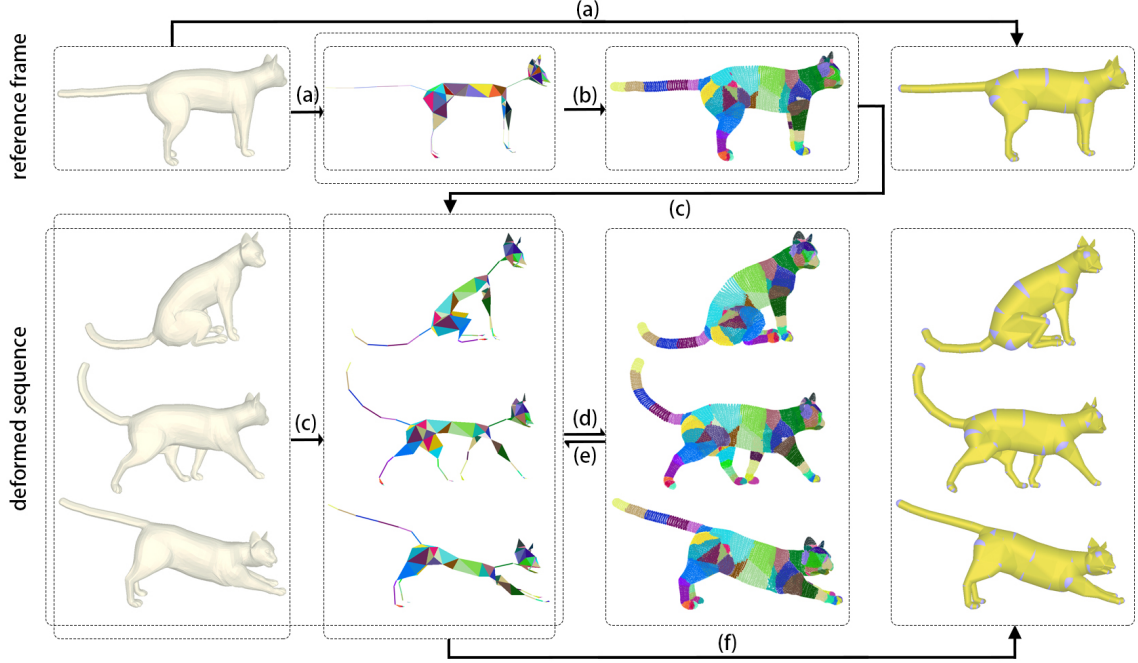 (a)
reference frame
(a)
(b)
(c)
deformed sequence
(c)
(d)
(e)
(f)